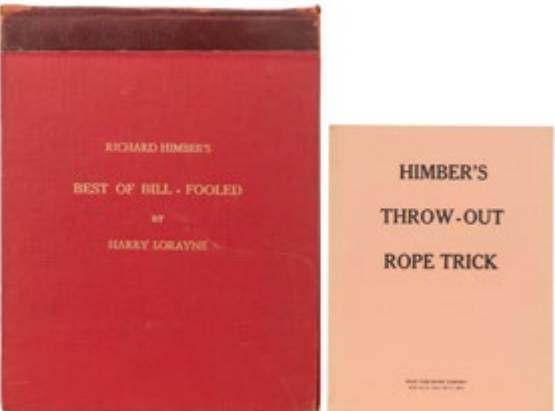 RICHARD HIMBER'S
BEST OF BILL - FOOLED
BY
HARRY LORAYNE
HIMBER'S
THROW-OUT
ROPE TRICK